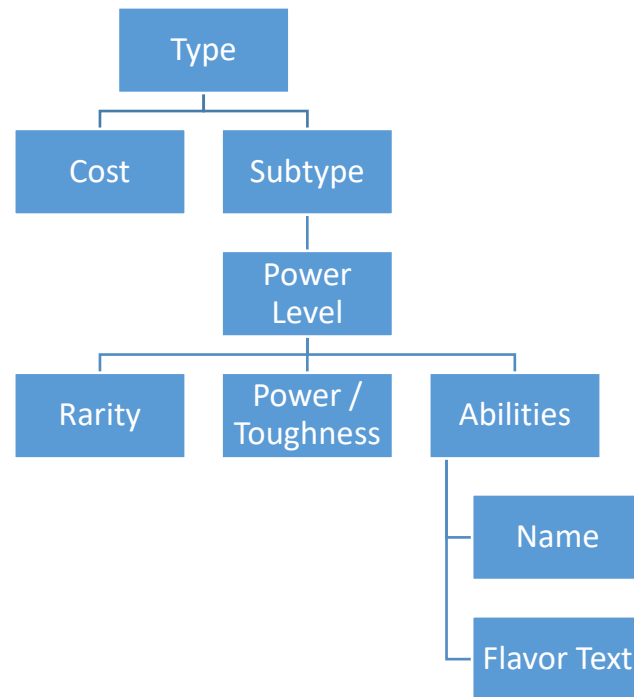 Type
Cost
Subtype
Power
Level
Rarity
Power /
Toughness
Abilities
Name
Flavor Text